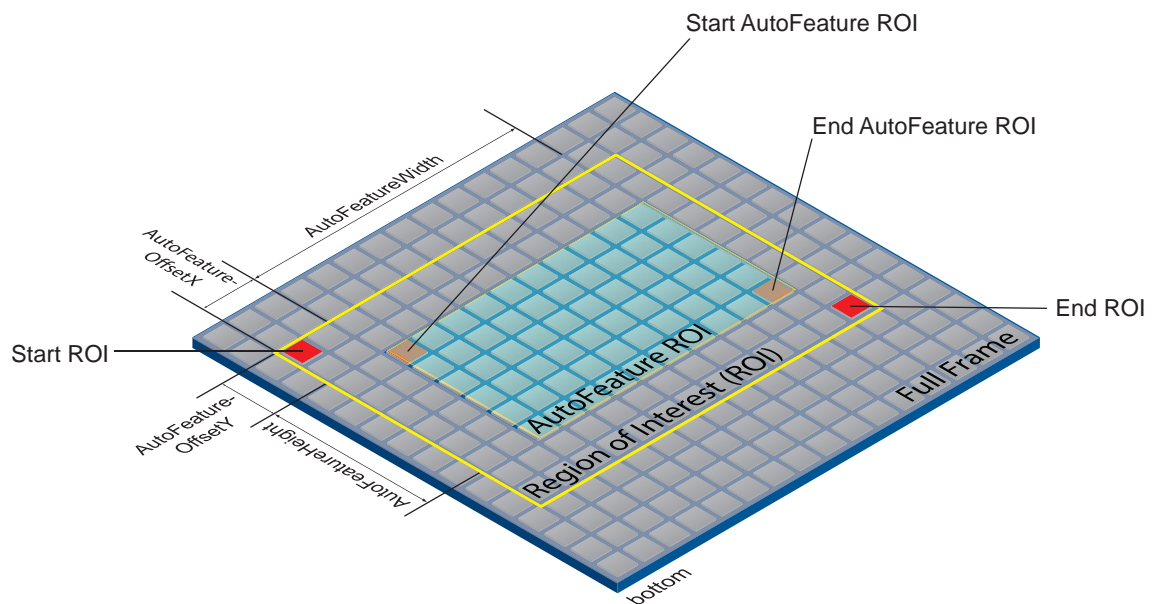 Start AutoFeature ROI
End AutoFeature ROI
AutoFeatureWidth
AutoFeature-
OffsetX
Start ROI
End ROI
AutoFeature ROI
Region of Interest (ROI)
Full Frame
AutoFeature-
OffsetY
AutoFeatureHeight
bottom